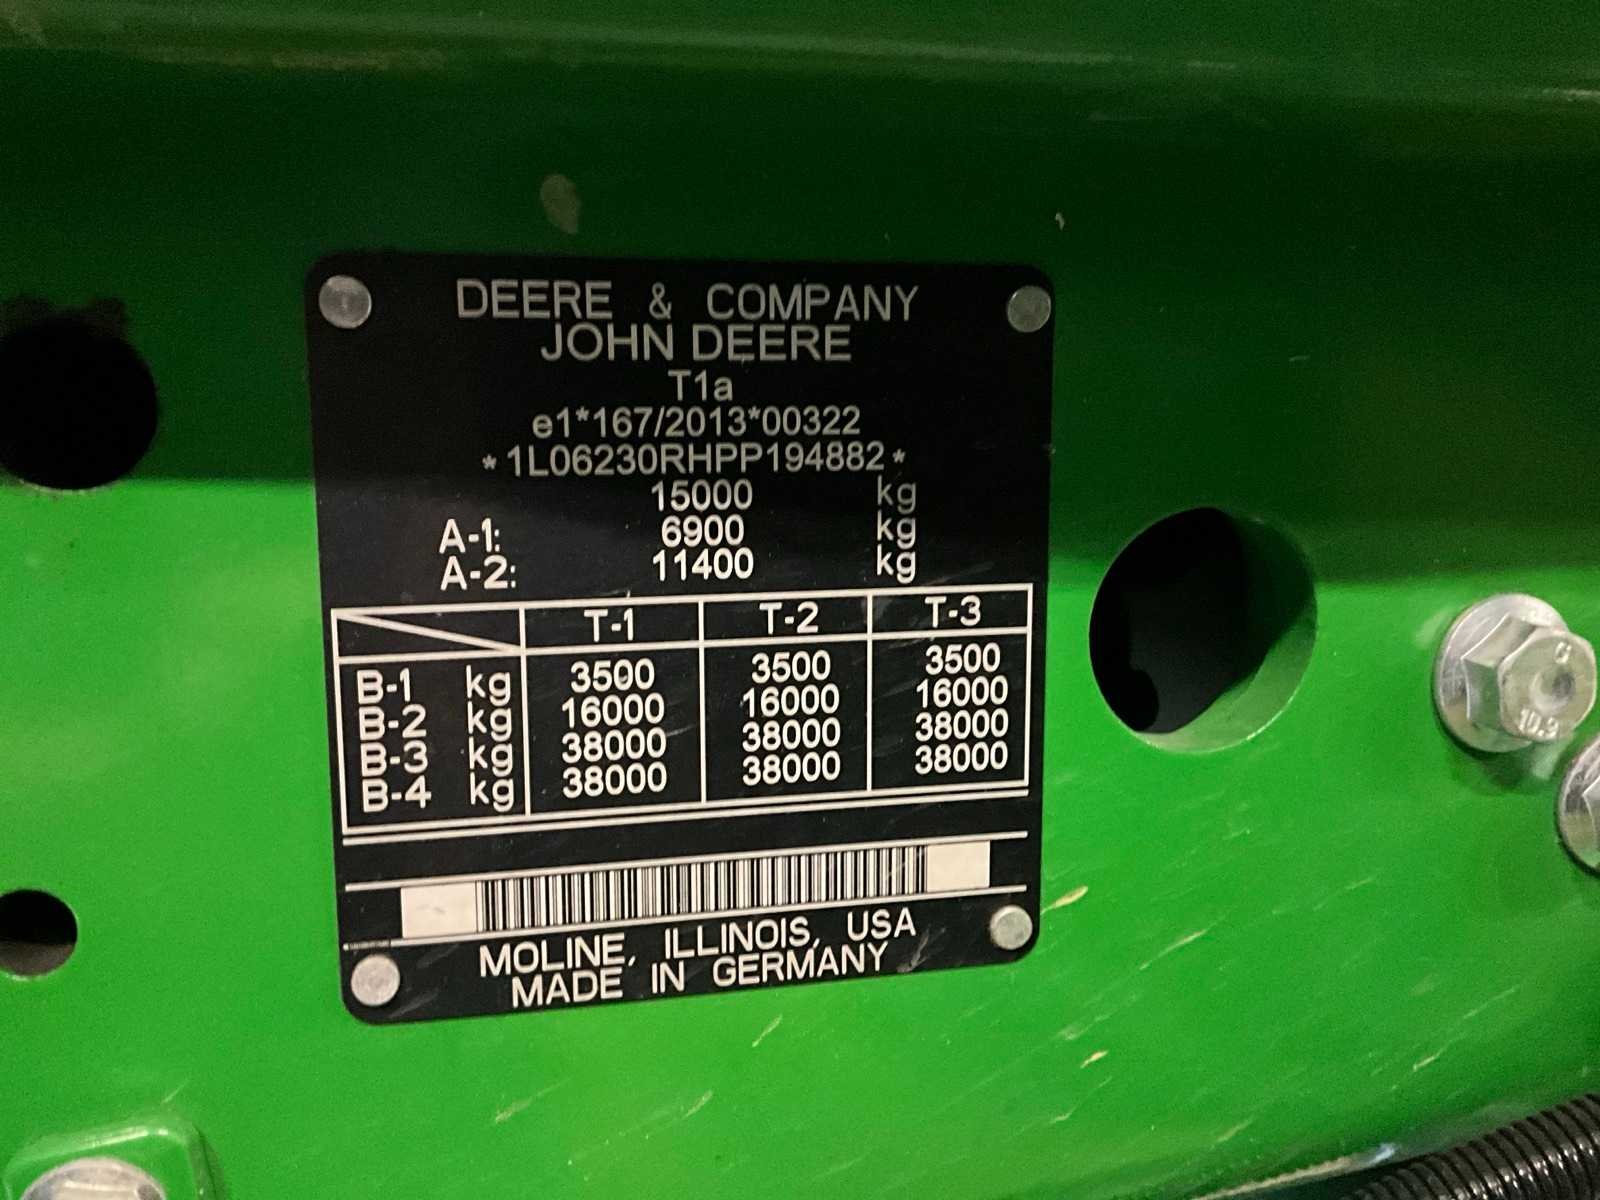 DEERE & COMPANY
JOHN DEERE
T1a
e1*167/2013*00322
*1L06230RHPP194882*
15000 kg
A-1: 6900 kg
A-2: 11400 kg
T-1 T-2 T-3
B-1 kg 3500 3500 3500
B-2 kg 16000 16000 16000
B-3 kg 38000 38000 38000
B-4 kg 38000 38000 38000
MOLINE, ILLINOIS, USA
MADE IN GERMANY
10.9